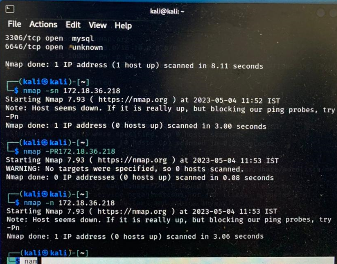 kali@kali: ~
File Actions Edit View Help
3306/tcp open mysql
6646/tcp open unknown
Nmap done: 1 IP address (1 host up) scanned in 8.11 seconds
(kali㉿kali)-[~]
$ nmap -sn 172.18.36.218
Starting Nmap 7.93 ( https://nmap.org ) at 2023-05-04 11:52 IST
Note: Host seems down. If it is really up, but blocking our ping probes, try
-Pn
Nmap done: 1 IP address (0 hosts up) scanned in 3.00 seconds
(kali㉿kali)-[~]
$ nmap -PR172.18.36.218
Starting Nmap 7.93 ( https://nmap.org ) at 2023-05-04 11:53 IST
WARNING: No targets were specified, so 0 hosts scanned.
Nmap done: 0 IP addresses (0 hosts up) scanned in 0.08 seconds
(kali㉿kali)-[~]
$ nmap -n 172.18.36.218
Starting Nmap 7.93 ( https://nmap.org ) at 2023-05-04 11:53 IST
Note: Host seems down. If it is really up, but blocking our ping probes, try
-Pn
Nmap done: 1 IP address (0 hosts up) scanned in 3.06 seconds